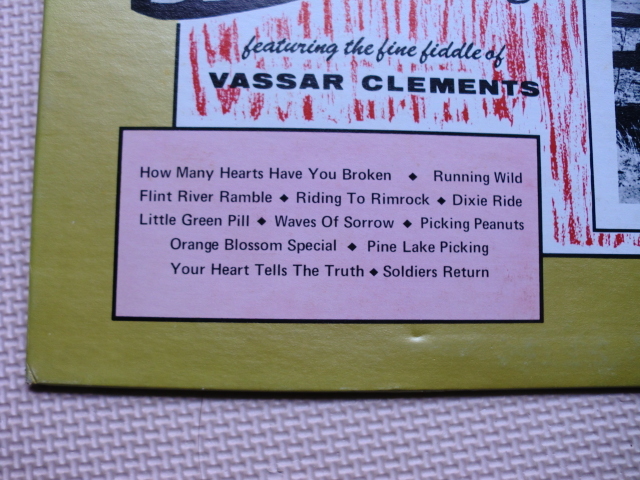 featuring the fine fiddle of
VASSAR CLEMENTS
How Many Hearts Have You Broken ◆ Running Wild
Flint River Ramble ◆ Riding To Rimrock ◆ Dixie Ride
Little Green Pill ◆ Waves Of Sorrow ◆ Picking Peanuts
Orange Blossom Special ◆ Pine Lake Picking
Your Heart Tells The Truth ◆ Soldiers Return